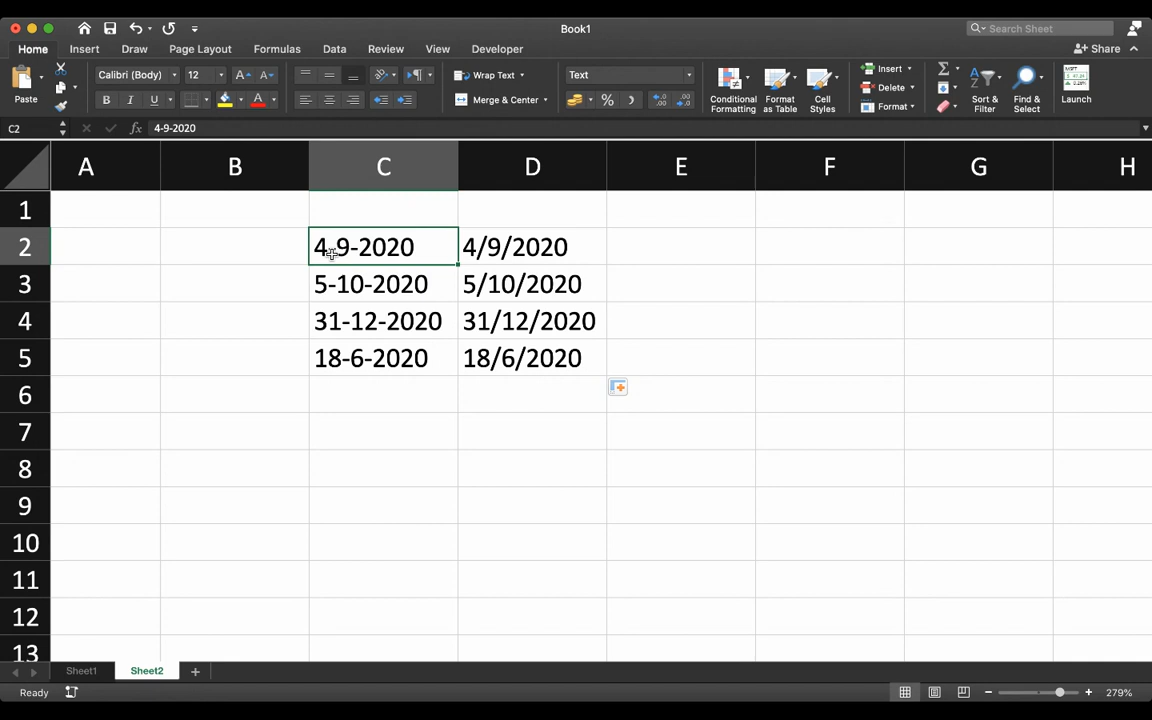 Book1
Search Sheet
Home Insert Draw Page Layout Formulas Data Review View Developer
Share
Calibri (Body) 12 A A
Wrap Text
Text
Insert
Delete
Format
Paste
B I U A
Merge & Center
%
Conditional Formatting
Format as Table
Cell Styles
Sort & Filter
Find & Select
Launch
C2 fx 4-9-2020
A B C D E F G H
1
2 4-9-2020 4/9/2020
3 5-10-2020 5/10/2020
4 31-12-2020 31/12/2020
5 18-6-2020 18/6/2020
6
7
8
9
10
11
12
13
Sheet1 Sheet2
Ready 279%